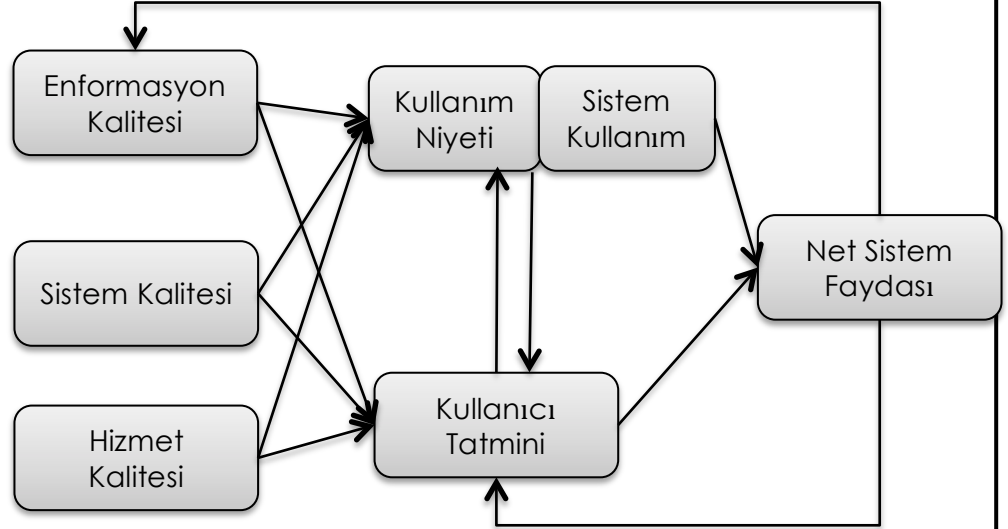 Enformasyon
Kalitesi
Kullanım
Niyeti
Sistem
Kullanım
Sistem Kalitesi
Net Sistem
Faydası
Hizmet
Kalitesi
Kullanıcı
Tatmini